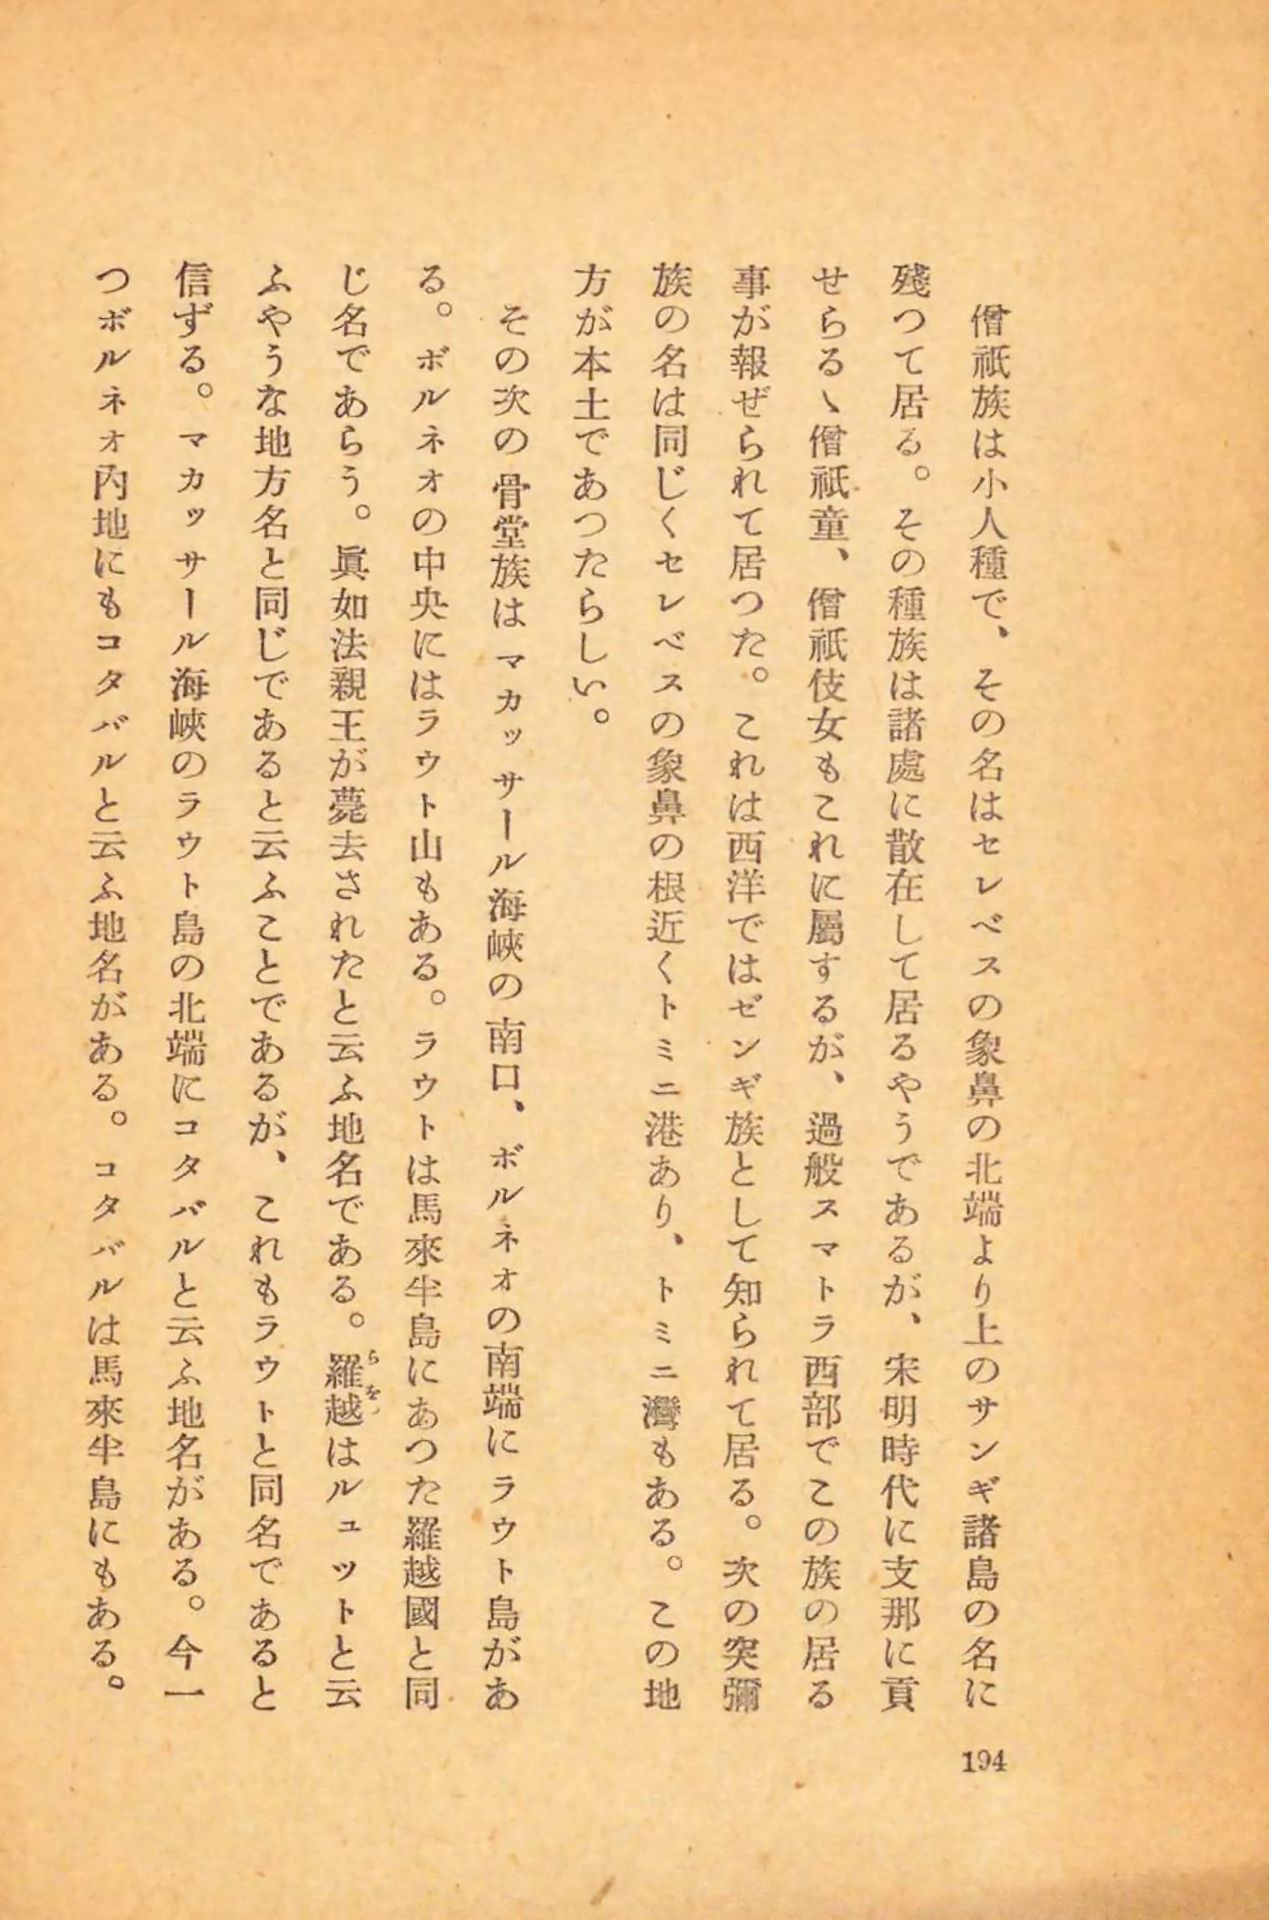 僧祇族は小人種で、その名はセレベスの象鼻の北端より上のサンギ諸島の名に
殘つて居る。その種族は諸處に散在して居るやうであるが、宋明時代に支那に貢
せらるゝ僧祇童、僧祇伎女もこれに屬するが、過般スマトラ西部でこの族の居る
事が報ぜられて居つた。これは西洋ではゼンギ族として知られて居る。次の突彌
族の名は同じくセレベスの象鼻の根近くトミニ港あり、トミニ灣もある。この地
方が本土であつたらしい。
その次の骨堂族はマカッサール海峽の南口、ボルネオの南端にラウト島があ
る。ボルネオの中央にはラウト山もある。ラウトは馬來半島にあつた羅越國と同
じ名であらう。眞如法親王が薨去されたと云ふ地名である。羅越はルュットと云
ふやうな地方名と同じであると云ふことであるが、これもラウトと同名であると
信ずる。マカッサール海峽のラウト島の北端にコタバルと云ふ地名がある。今一
つボルネオ內地にもコタバルと云ふ地名がある。コタバルは馬來半島にもある。
194